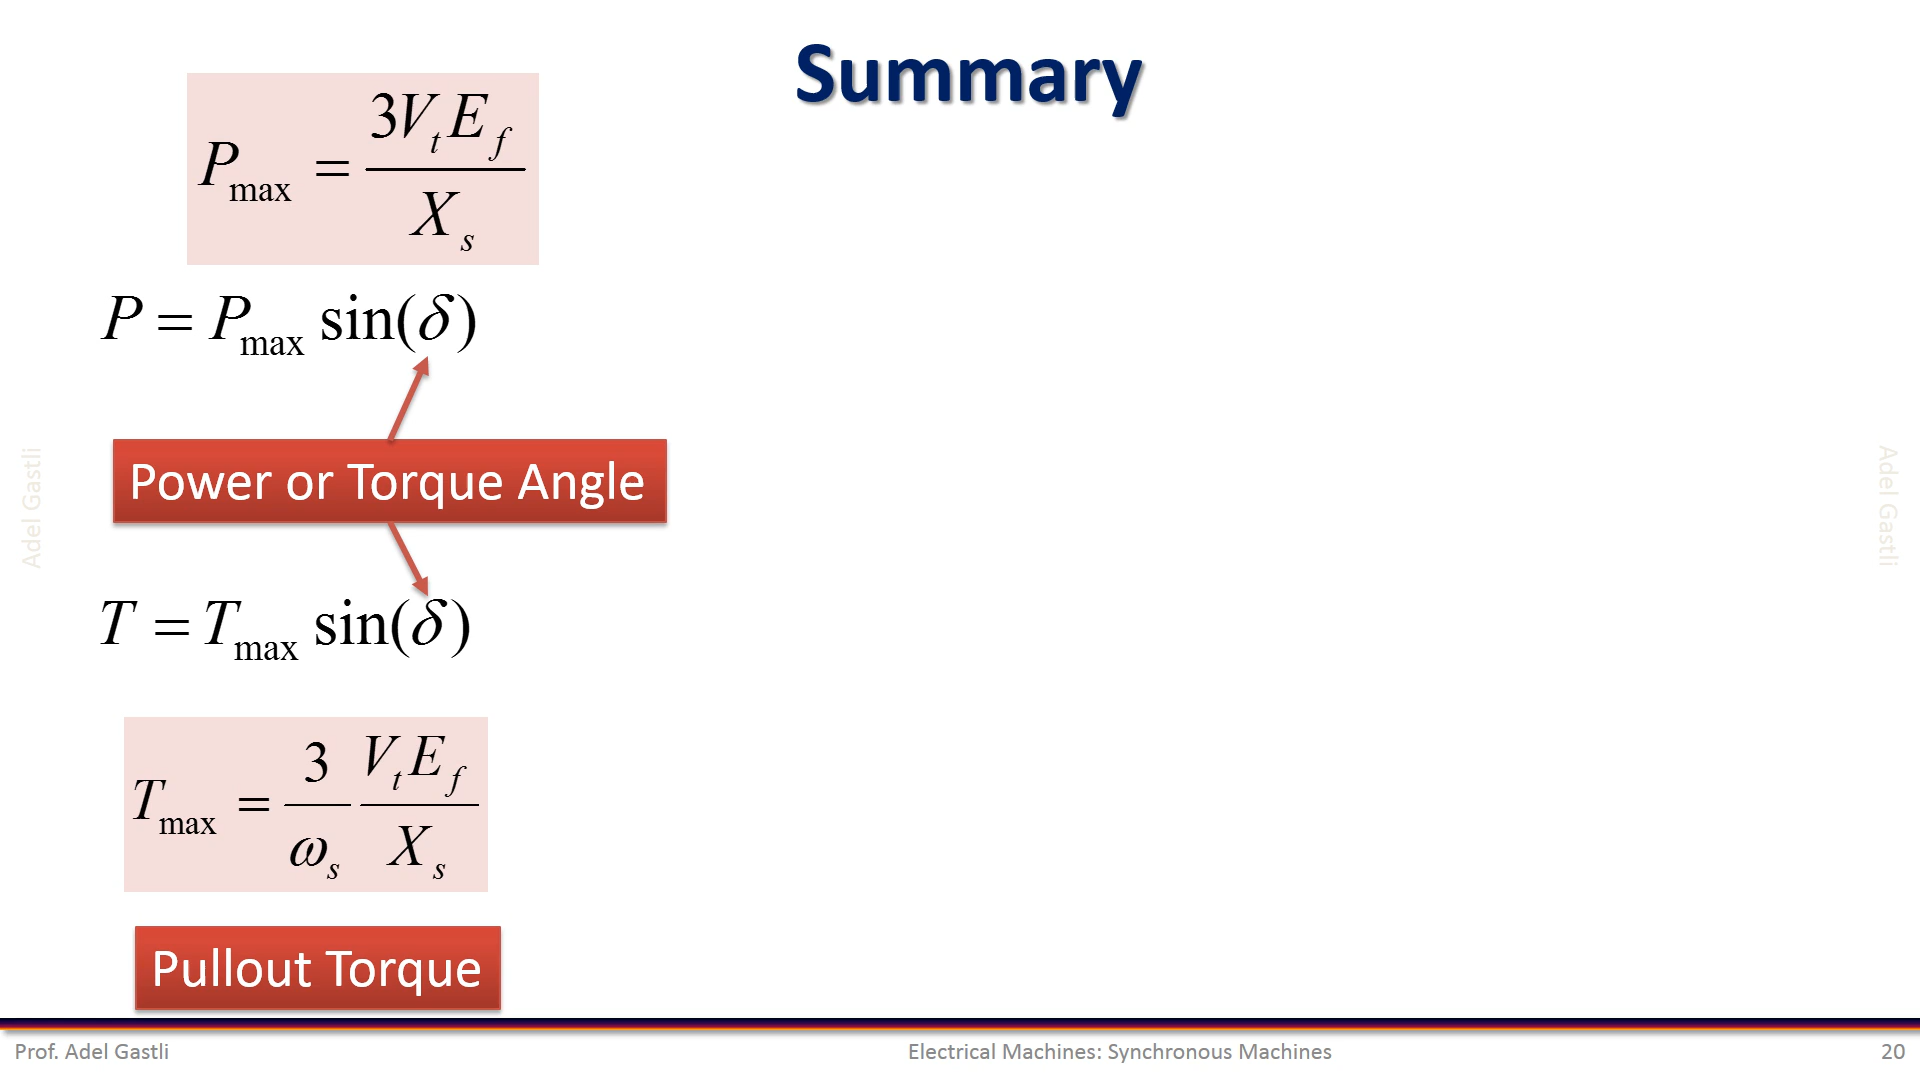 Summary
P_max = 3V_t E_f / X_s
P = P_max sin(δ)
Power or Torque Angle
T = T_max sin(δ)
T_max = 3/ω_s V_t E_f / X_s
Pullout Torque
Adel Gastli
Adel Gastli
Prof. Adel Gastli
Electrical Machines: Synchronous Machines
20